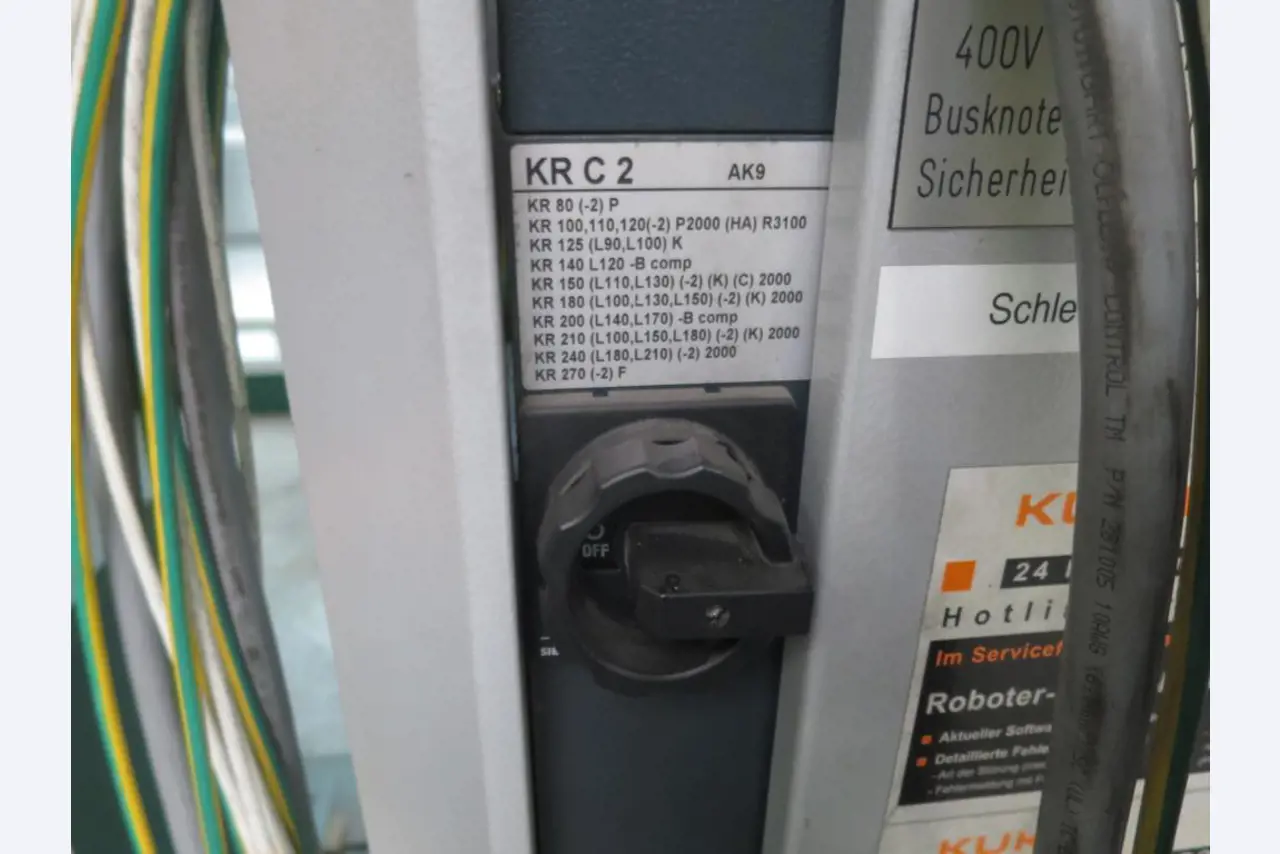 400V
Busknote
Sicherhei
KR C 2 AK9
KR 80 (-2) P
KR 100,110,120(-2) P2000 (HA) R3100
KR 125 (L90,L100) K
KR 140 L120 -B comp
KR 150 (L110,L130) (-2) (K) (C) 2000
KR 180 (L100,L130,L150) (-2) (K) 2000
KR 200 (L140,L170) -B comp
KR 210 (L100,L150,L180) (-2) (K) 2000
KR 240 (L180,L210) (-2) 2000
KR 270 (-2) F
Schle
OFF
KU
24
Hotli
Im Servicef
Roboter-
Aktueller Softwa
Detaillierte Fehle
CONTROL TM P/N
KUK